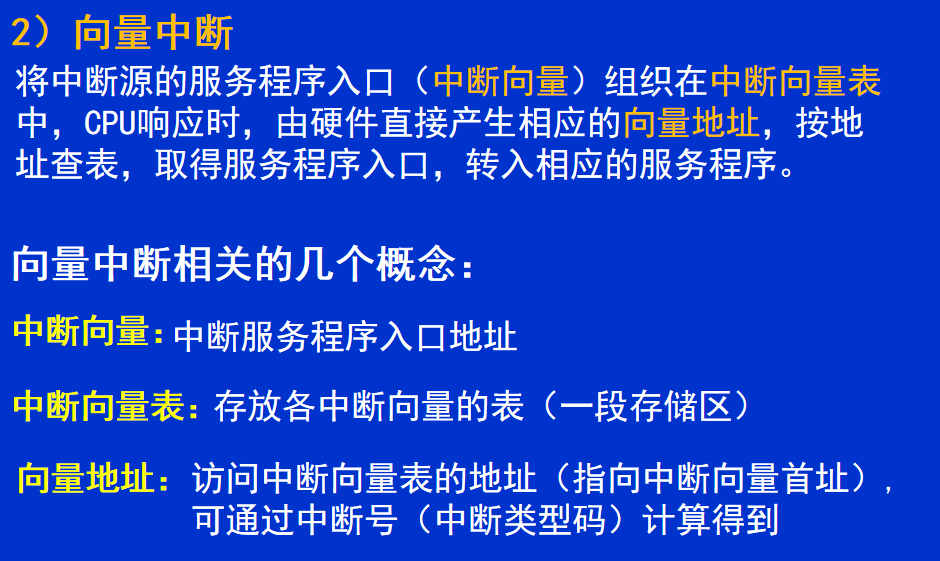 2）向量中断
将中断源的服务程序入口（中断向量）组织在中断向量表
中，CPU响应时，由硬件直接产生相应的向量地址，按地
址查表，取得服务程序入口，转入相应的服务程序。
向量中断相关的几个概念：
中断向量：中断服务程序入口地址
中断向量表：存放各中断向量的表（一段存储区）
向量地址：访问中断向量表的地址（指向中断向量首址），
可通过中断号（中断类型码）计算得到